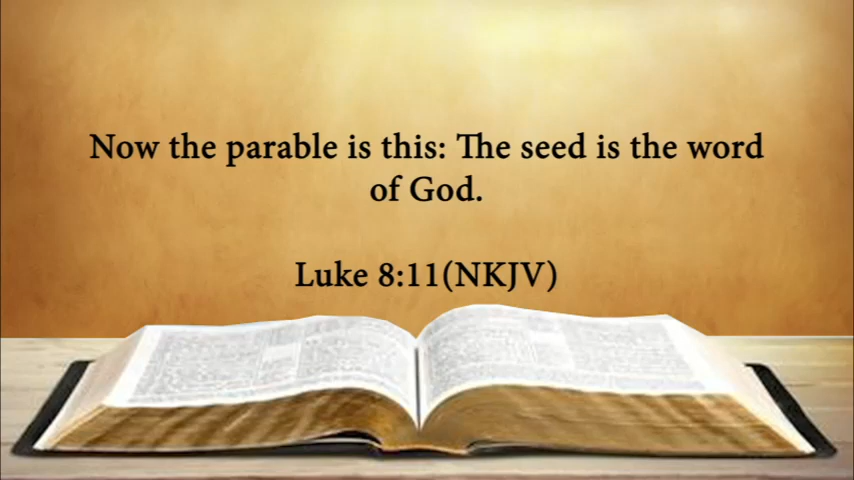 Now the parable is this: The seed is the word
of God.
Luke 8:11(NKJV)